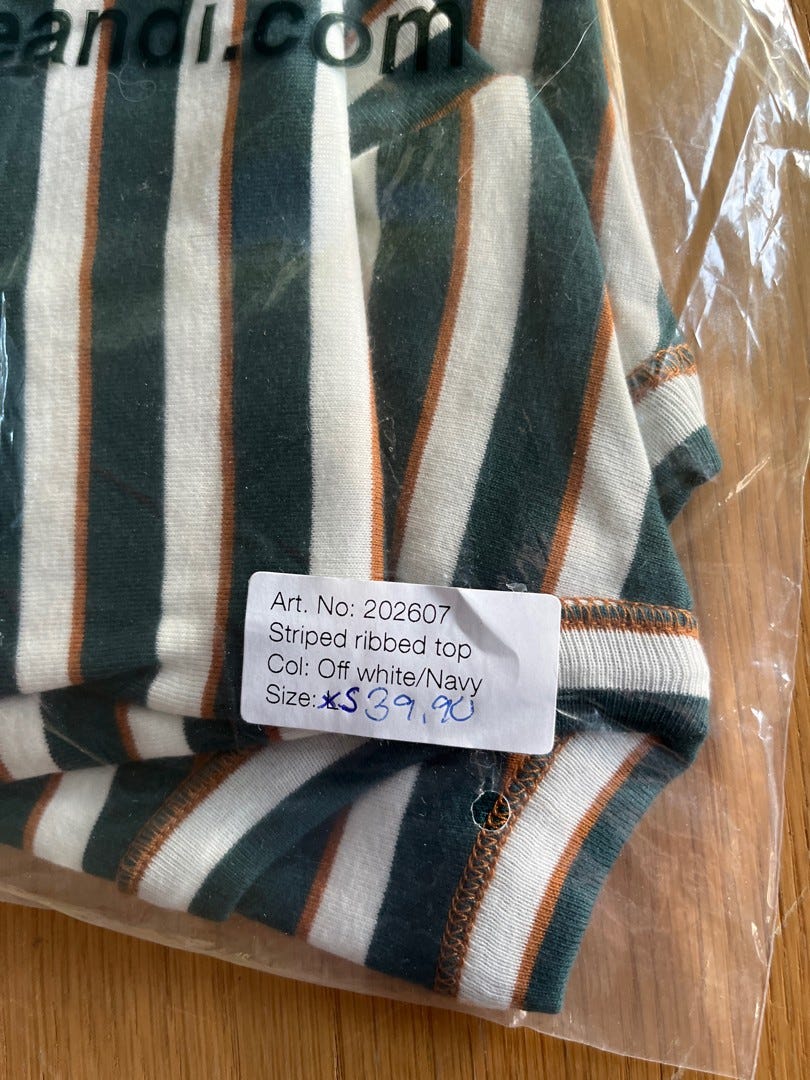 eandi.com
Art. No: 202607
Striped ribbed top
Col: Off white/Navy
Size: XS 39,90